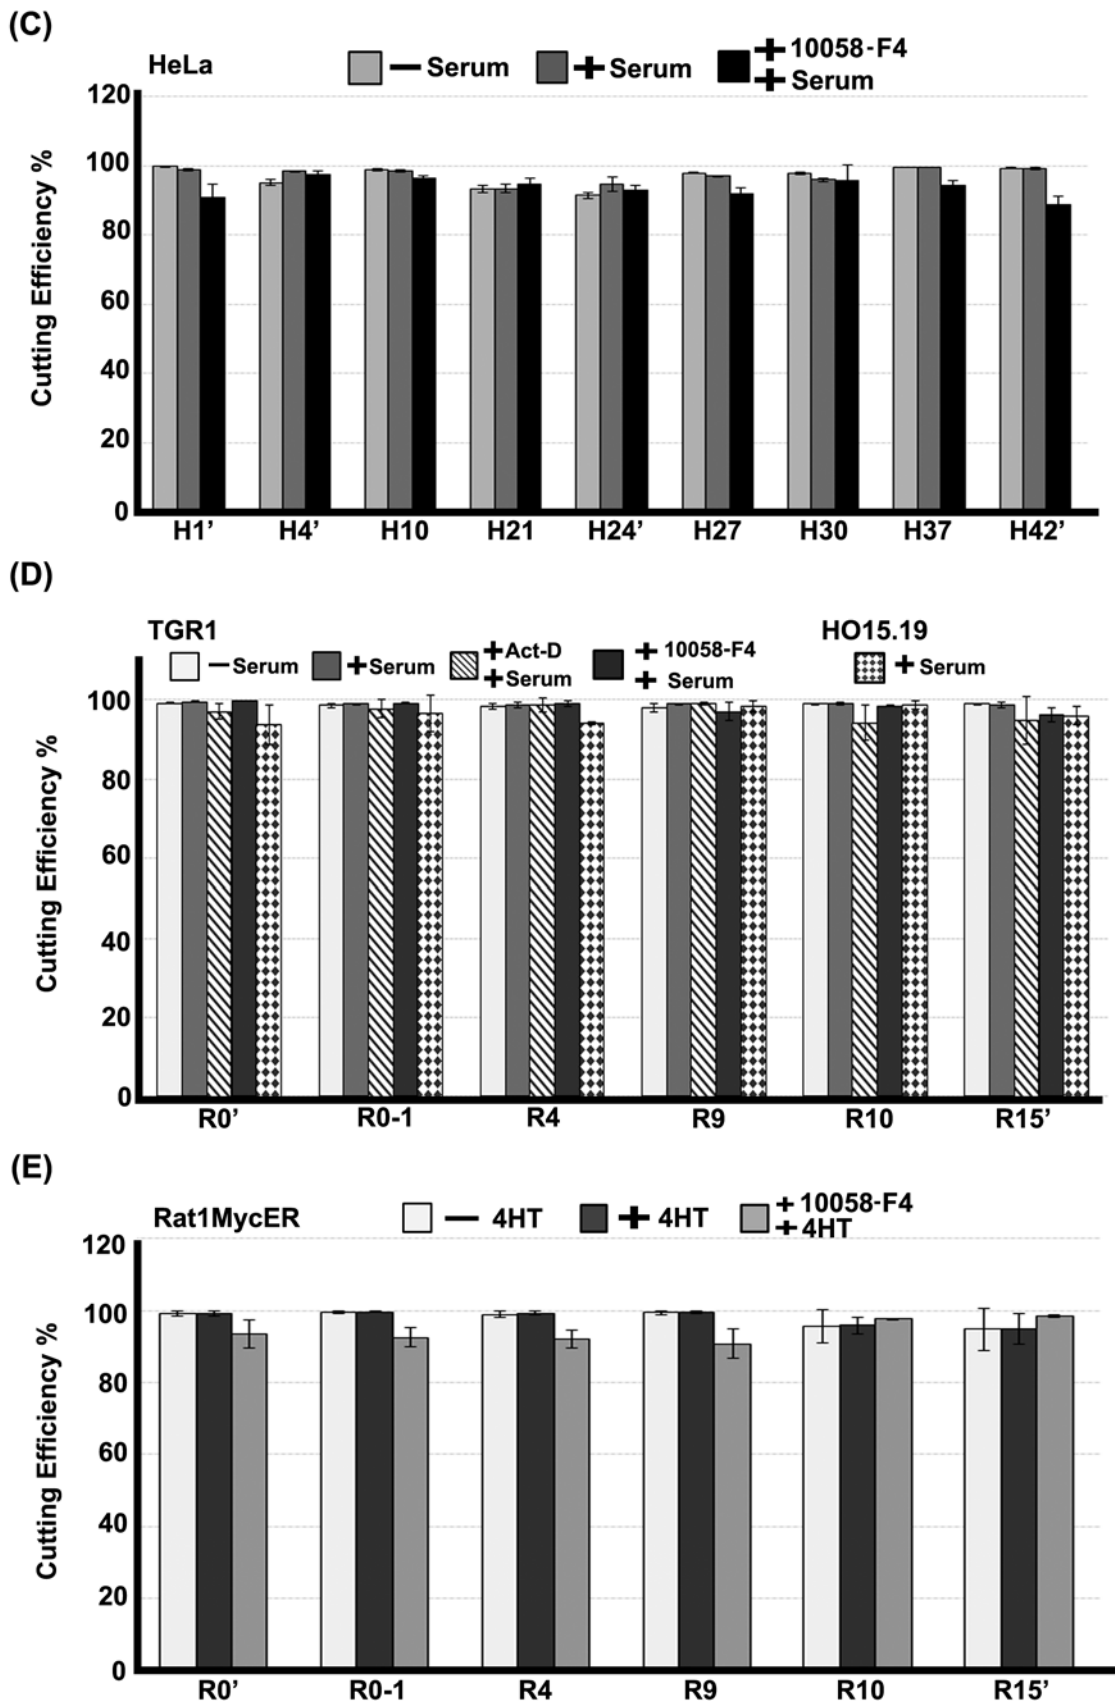 (C)
HeLa
− Serum
+ Serum
+ 10058-F4
+ Serum
Cutting Efficiency %
120
100
80
60
40
20
0
H1’ H4’ H10 H21 H24’ H27 H30 H37 H42’
(D)
TGR1
HO15.19
− Serum
+ Serum
+ Act-D
+ Serum
+ 10058-F4
+ Serum
+ Serum
Cutting Efficiency %
100
80
60
40
20
0
R0’ R0-1 R4 R9 R10 R15’
(E)
Rat1MycER
− 4HT
+ 4HT
+ 10058-F4
+ 4HT
Cutting Efficiency %
120
100
80
60
40
20
0
R0’ R0-1 R4 R9 R10 R15’